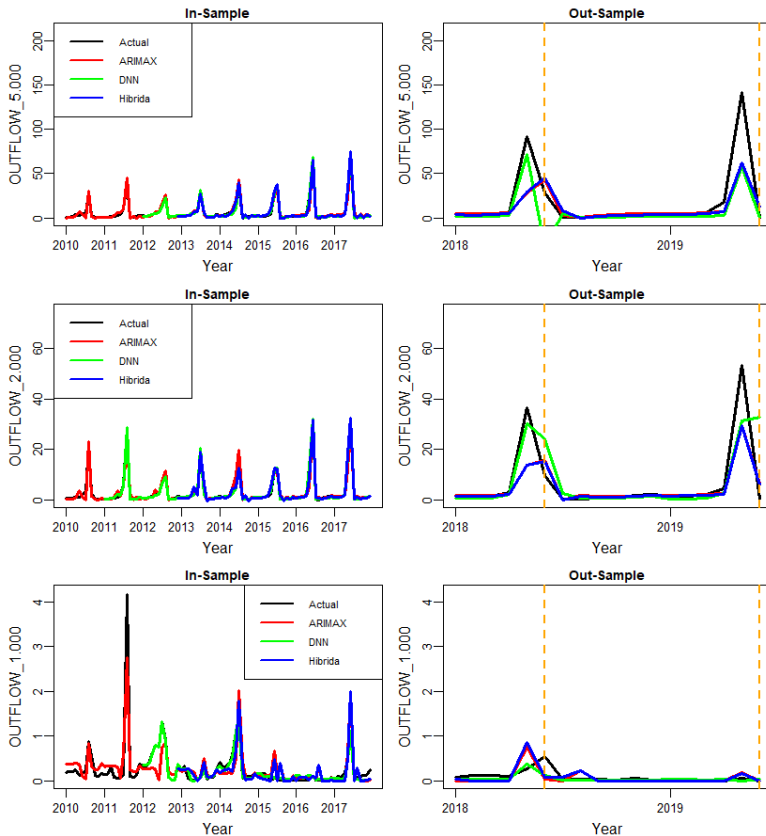 In-Sample
OUTFLOW_5.000
200
150
100
50
0
Actual
ARIMAX
DNN
Hibrida
2010 2011 2012 2013 2014 2015 2016 2017
Year
Out-Sample
OUTFLOW_5.000
200
150
100
50
0
2018 2019
Year
In-Sample
OUTFLOW_2.000
60
40
20
0
Actual
ARIMAX
DNN
Hibrida
2010 2011 2012 2013 2014 2015 2016 2017
Year
Out-Sample
OUTFLOW_2.000
60
40
20
0
2018 2019
Year
In-Sample
OUTFLOW_1.000
4
3
2
1
0
Actual
ARIMAX
DNN
Hibrida
2010 2011 2012 2013 2014 2015 2016 2017
Year
Out-Sample
OUTFLOW_1.000
4
3
2
1
0
2018 2019
Year